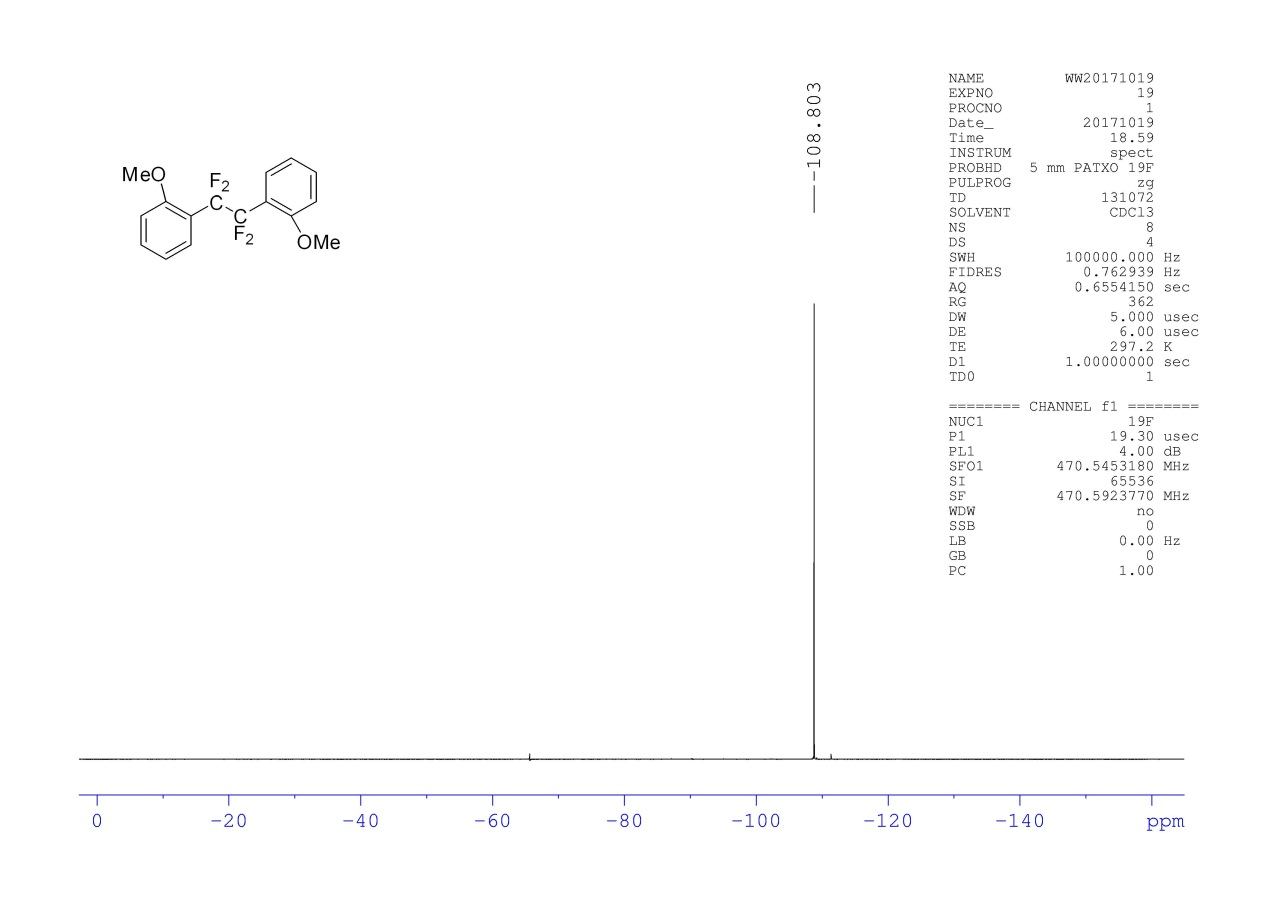 MeO
F2
C
C
F2
OMe
-108.803
NAME WW20171019
EXPNO 19
PROCNO 1
Date_ 20171019
Time 18.59
INSTRUM spect
PROBHD 5 mm PATXO 19F
PULPROG zg
TD 131072
SOLVENT CDCl3
NS 8
DS 4
SWH 100000.000 Hz
FIDRES 0.762939 Hz
AQ 0.6554150 sec
RG 362
DW 5.000 usec
DE 6.00 usec
TE 297.2 K
D1 1.00000000 sec
TD0 1
======== CHANNEL f1 ========
NUC1 19F
P1 19.30 usec
PL1 4.00 dB
SFO1 470.5453180 MHz
SI 65536
SF 470.5923770 MHz
WDW no
SSB 0
LB 0.00 Hz
GB 0
PC 1.00
0 -20 -40 -60 -80 -100 -120 -140 ppm